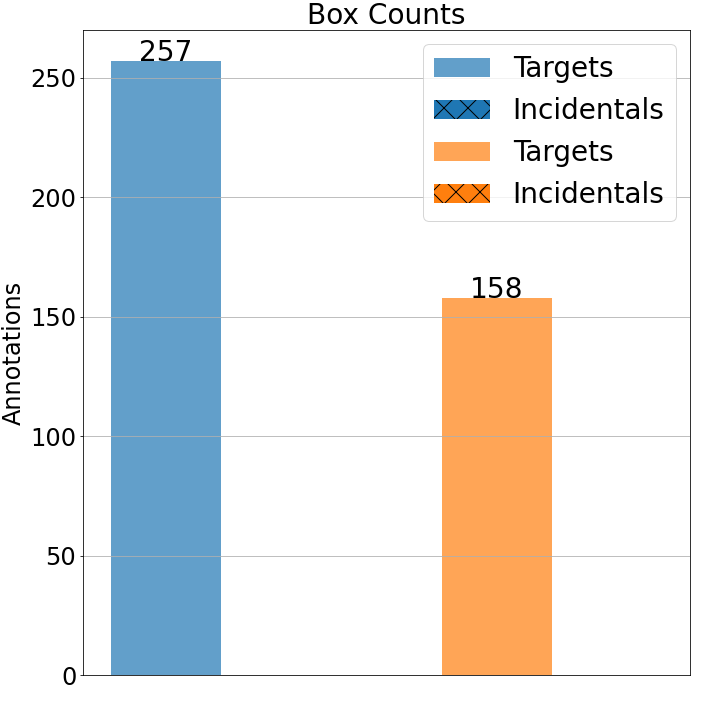 Box Counts
257
158
Targets
Incidentals
Targets
Incidentals
Annotations
250
200
150
100
50
0